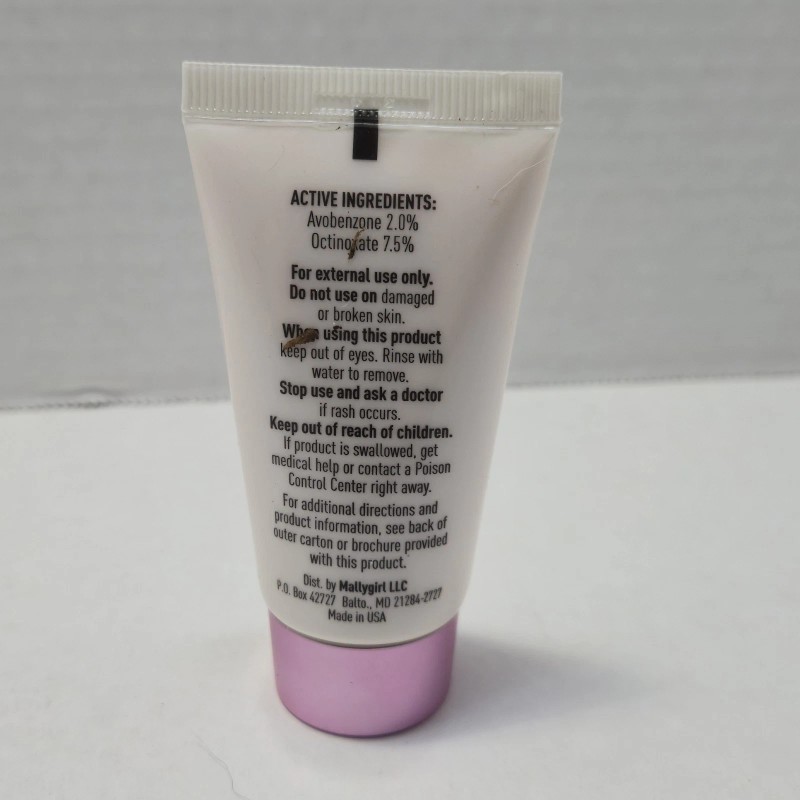 ACTIVE INGREDIENTS:
Avobenzone 2.0%
Octinoxate 7.5%
For external use only.
Do not use on damaged
or broken skin.
When using this product
keep out of eyes. Rinse with
water to remove.
Stop use and ask a doctor
if rash occurs.
Keep out of reach of children.
If product is swallowed, get
medical help or contact a Poison
Control Center right away.
For additional directions and
product information, see back of
outer carton or brochure provided
with this product.
Dist. by Mallygirl LLC
P.O. Box 42727 Balto., MD 21284-2727
Made in USA